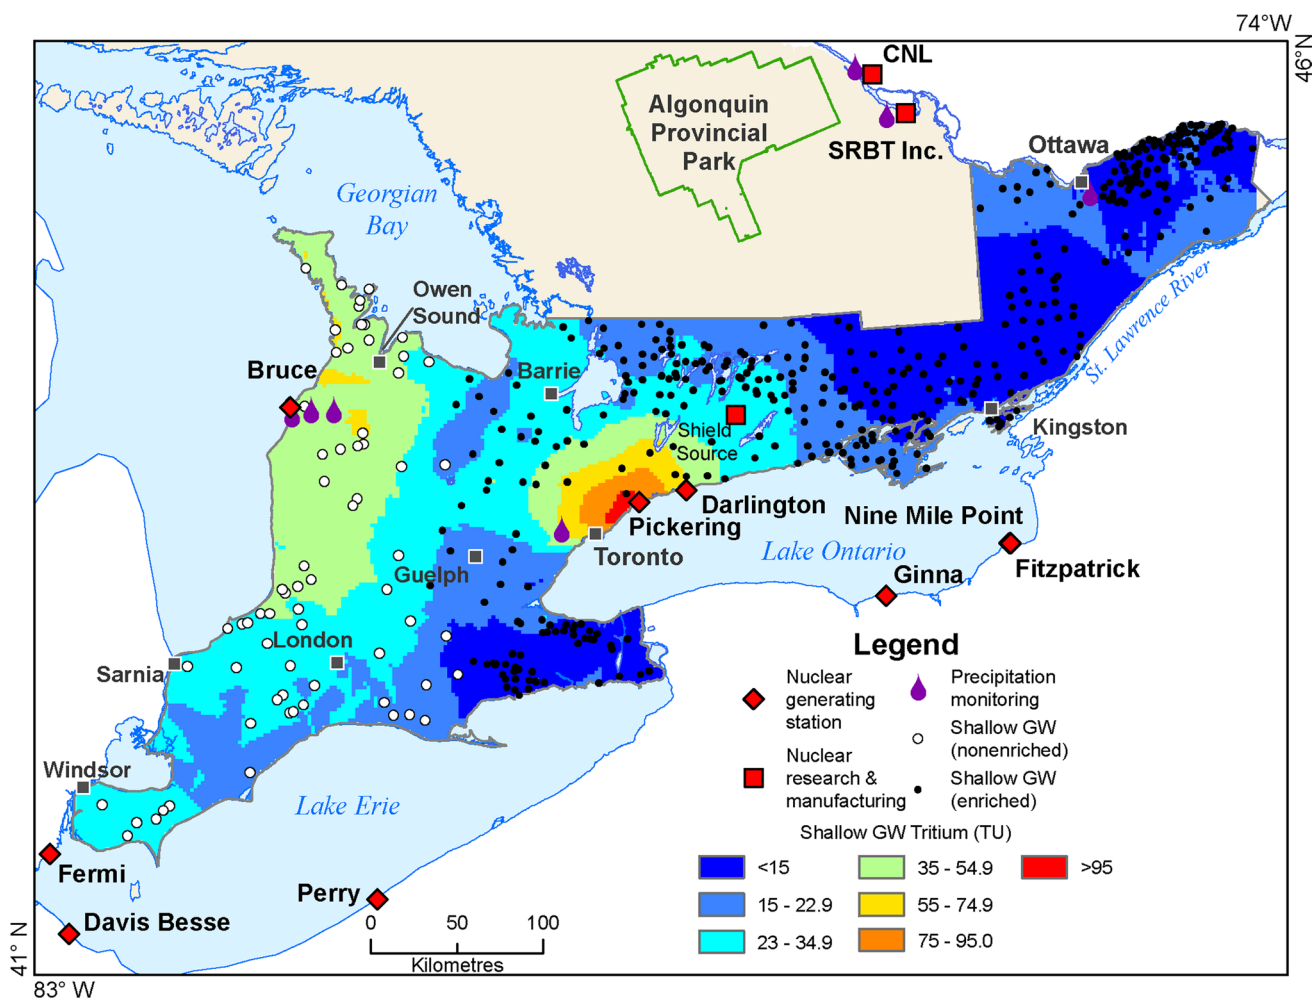 74°W
46°N
CNL
Algonquin
Provincial
Park
SRBT Inc.
Ottawa
Georgian
Bay
Owen
Sound
St. Lawrence River
Bruce
Barrie
Shield
Source
Kingston
Darlington
Pickering
Nine Mile Point
Toronto
Lake Ontario
Guelph
Ginna
Fitzpatrick
London
Sarnia
Windsor
Lake Erie
Fermi
Perry
Davis Besse
0 50 100
Kilometres
41° N
83° W
Legend
Nuclear
generating
station
Precipitation
monitoring
Shallow GW
(nonenriched)
Nuclear
research &
manufacturing
Shallow GW
(enriched)
Shallow GW Tritium (TU)
<15
35 - 54.9
>95
15 - 22.9
55 - 74.9
23 - 34.9
75 - 95.0